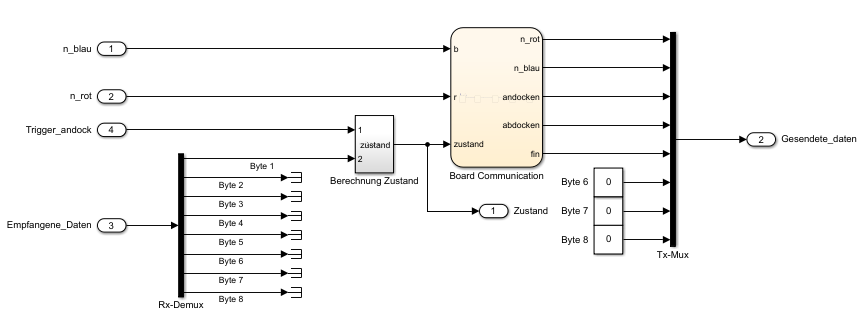 n_blau 1
n_rot 2
Trigger_andock 4
Empfangene_Daten 3
Rx-Demux
Byte 1
Byte 2
Byte 3
Byte 4
Byte 5
Byte 6
Byte 7
Byte 8
1
2
zustand
Berechnung Zustand
b
r
zustand
n_rot
n_blau
andocken
abdocken
fin
Board Communication
1 Zustand
Byte 6 0
Byte 7 0
Byte 8 0
Tx-Mux
2 Gesendete_daten